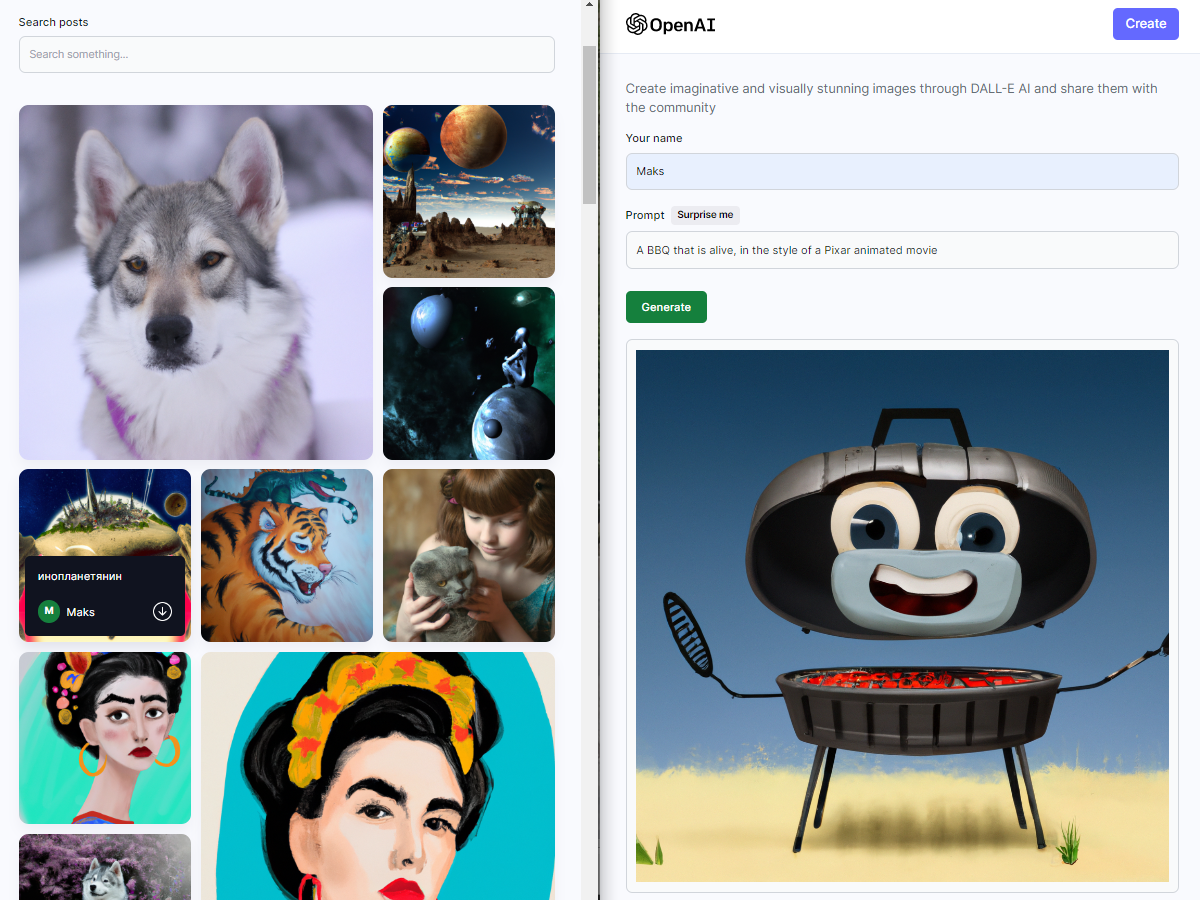 Search posts
Search something...
инопланетянин
M Maks
OpenAI
Create
Create imaginative and visually stunning images through DALL-E AI and share them with
the community
Your name
Maks
Prompt Surprise me
A BBQ that is alive, in the style of a Pixar animated movie
Generate